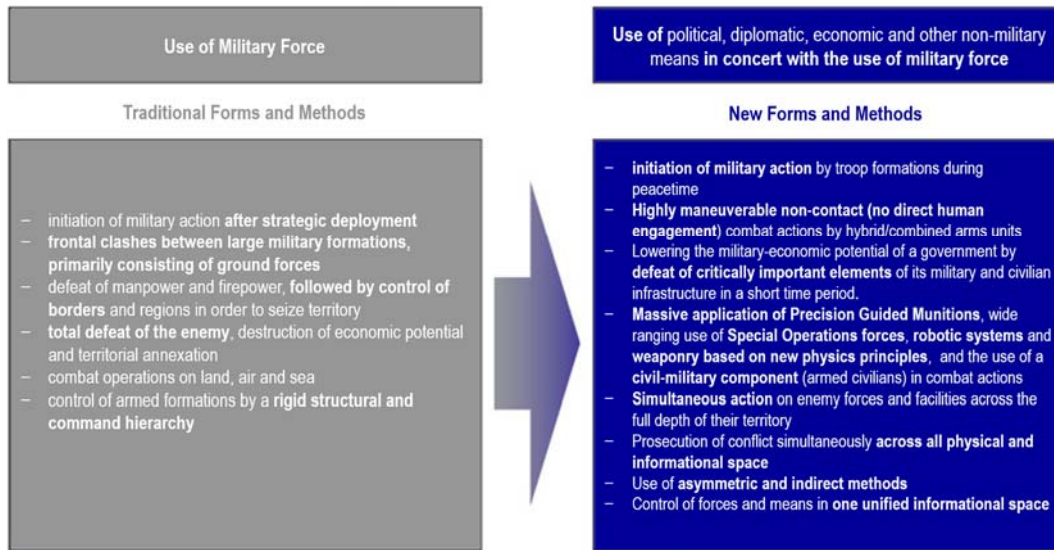 Use of Military Force
Use of political, diplomatic, economic and other non-military
means in concert with the use of military force
Traditional Forms and Methods
New Forms and Methods
– initiation of military action after strategic deployment
– frontal clashes between large military formations,
primarily consisting of ground forces
– defeat of manpower and firepower, followed by control of
borders and regions in order to seize territory
– total defeat of the enemy, destruction of economic potential
and territorial annexation
– combat operations on land, air and sea
– control of armed formations by a rigid structural and
command hierarchy
– initiation of military action by troop formations during
peacetime
– Highly maneuverable non-contact (no direct human
engagement) combat actions by hybrid/combined arms units
– Lowering the military-economic potential of a government by
defeat of critically important elements of its military and civilian
infrastructure in a short time period.
– Massive application of Precision Guided Munitions, wide
ranging use of Special Operations forces, robotic systems and
weaponry based on new physics principles, and the use of a
civil-military component (armed civilians) in combat actions
– Simultaneous action on enemy forces and facilities across the
full depth of their territory
– Prosecution of conflict simultaneously across all physical and
informational space
– Use of asymmetric and indirect methods
– Control of forces and means in one unified informational space